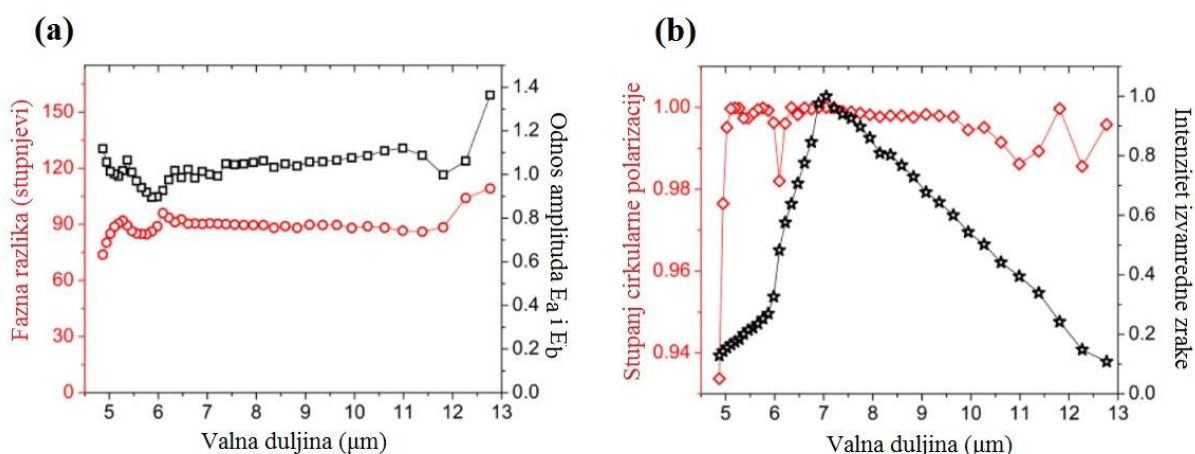 (a)
Fazna razlika (stupnjevi)
150
120
90
60
30
0
1.4
1.2
1.0
0.8
0.6
0.4
0.2
0.0
Odnos amplituda Ea i Eb
5 6 7 8 9 10 11 12 13
Valna duljina (μm)
(b)
Stupanj cirkularne polarizacije
1.00
0.98
0.96
0.94
1.0
0.8
0.6
0.4
0.2
0.0
Intenzitet izvanredne zrake
5 6 7 8 9 10 11 12 13
Valna duljina (μm)